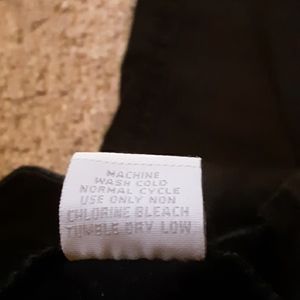 MACHINE
WASH COLD
NORMAL CYCLE
USE ONLY NON
CHLORINE BLEACH
TUMBLE DRY LOW